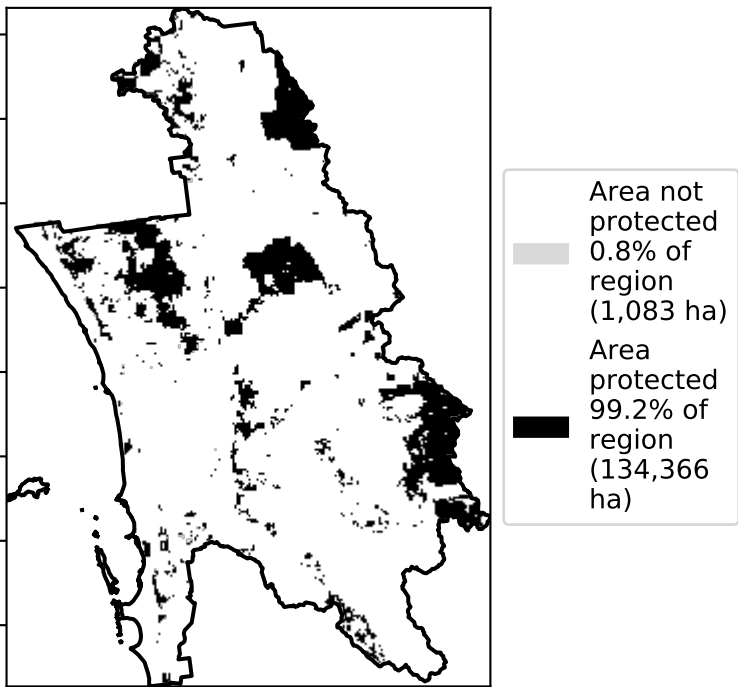 Area not
protected
0.8% of
region
(1,083 ha)
Area
protected
99.2% of
region
(134,366
ha)